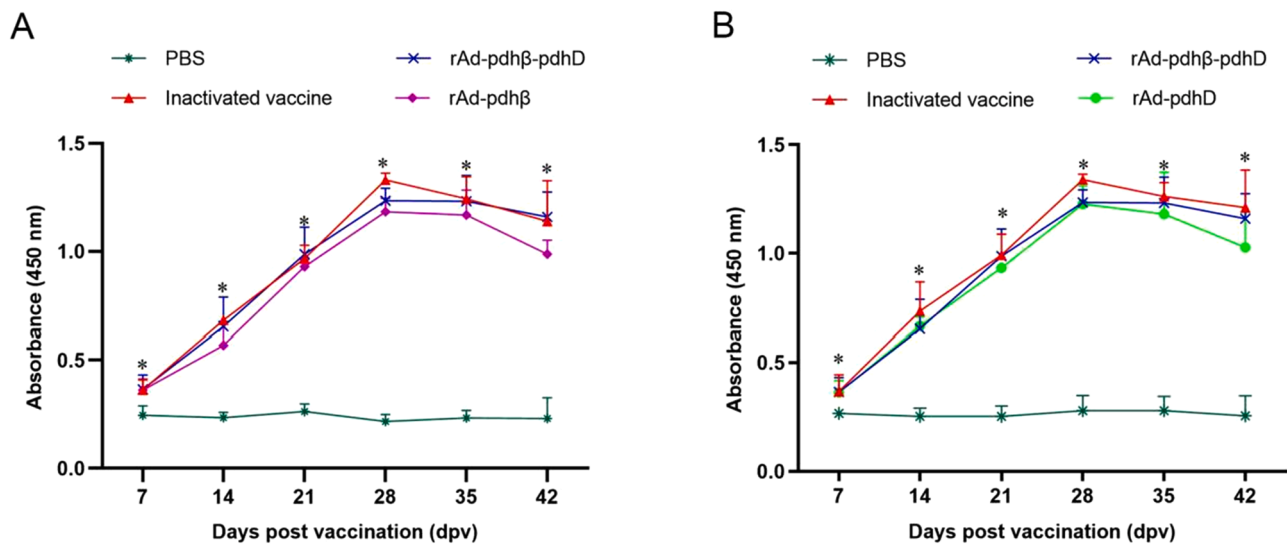 A
PBS
rAd-pdhβ-pdhD
Inactivated vaccine
rAd-pdhβ
Absorbance (450 nm)
1.5
1.0
0.5
0.0
* * * * * *
7 14 21 28 35 42
Days post vaccination (dpv)
B
PBS
rAd-pdhβ-pdhD
Inactivated vaccine
rAd-pdhD
Absorbance (450 nm)
1.5
1.0
0.5
0.0
* * * * * *
7 14 21 28 35 42
Days post vaccination (dpv)